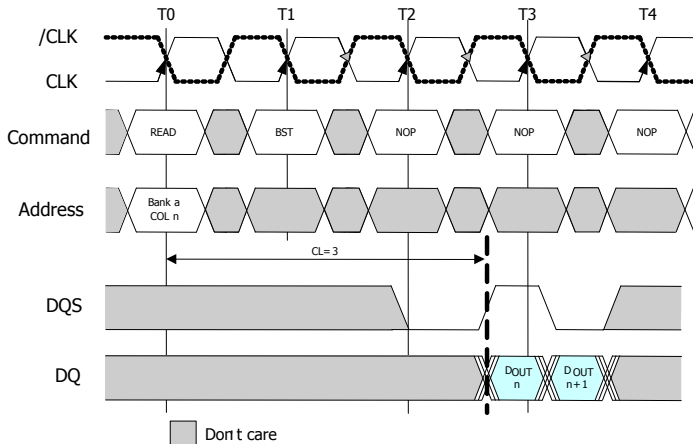 T0 T1 T2 T3 T4
/CLK
CLK
Command READ BST NOP NOP NOP
Address Bank a
COL n
CL= 3
DQS
DQ DOUT n DOUT n+1
Don't care